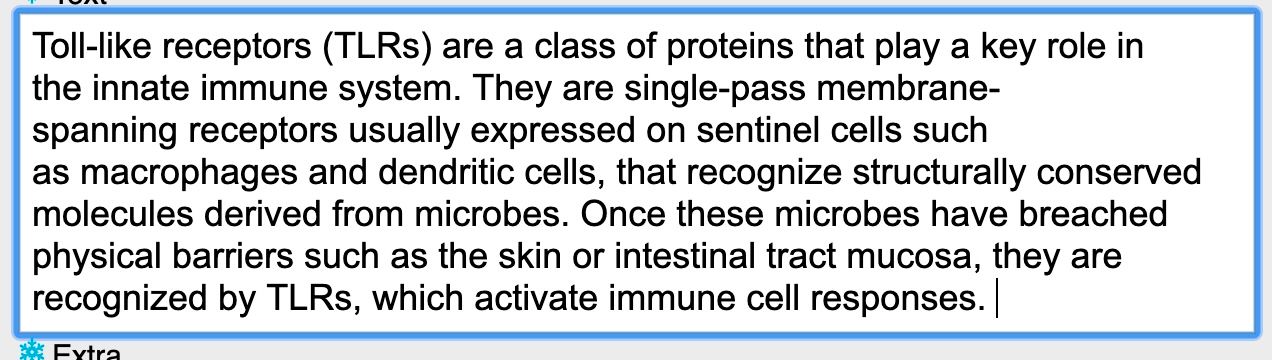 Text
Toll-like receptors (TLRs) are a class of proteins that play a key role in
the innate immune system. They are single-pass membrane-
spanning receptors usually expressed on sentinel cells such
as macrophages and dendritic cells, that recognize structurally conserved
molecules derived from microbes. Once these microbes have breached
physical barriers such as the skin or intestinal tract mucosa, they are
recognized by TLRs, which activate immune cell responses.
Extra